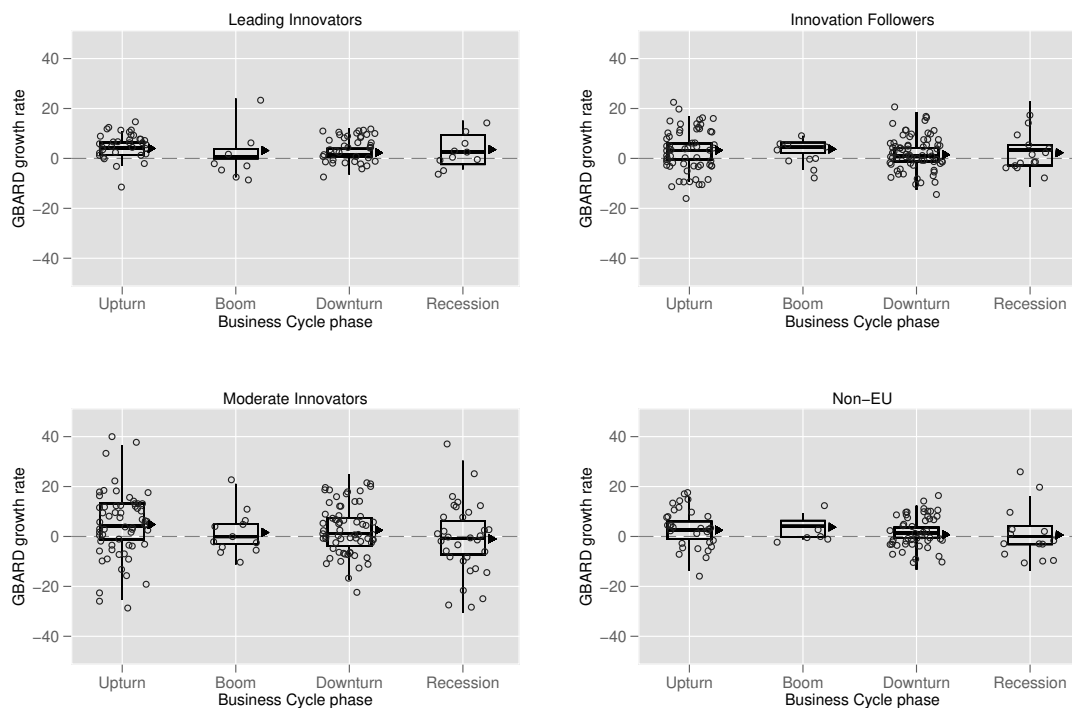 Leading Innovators
GBARD growth rate
40
20
0
−20
−40
Upturn Boom Downturn Recession
Business Cycle phase
Innovation Followers
GBARD growth rate
40
20
0
−20
−40
Upturn Boom Downturn Recession
Business Cycle phase
Moderate Innovators
GBARD growth rate
40
20
0
−20
−40
Upturn Boom Downturn Recession
Business Cycle phase
Non−EU
GBARD growth rate
40
20
0
−20
−40
Upturn Boom Downturn Recession
Business Cycle phase